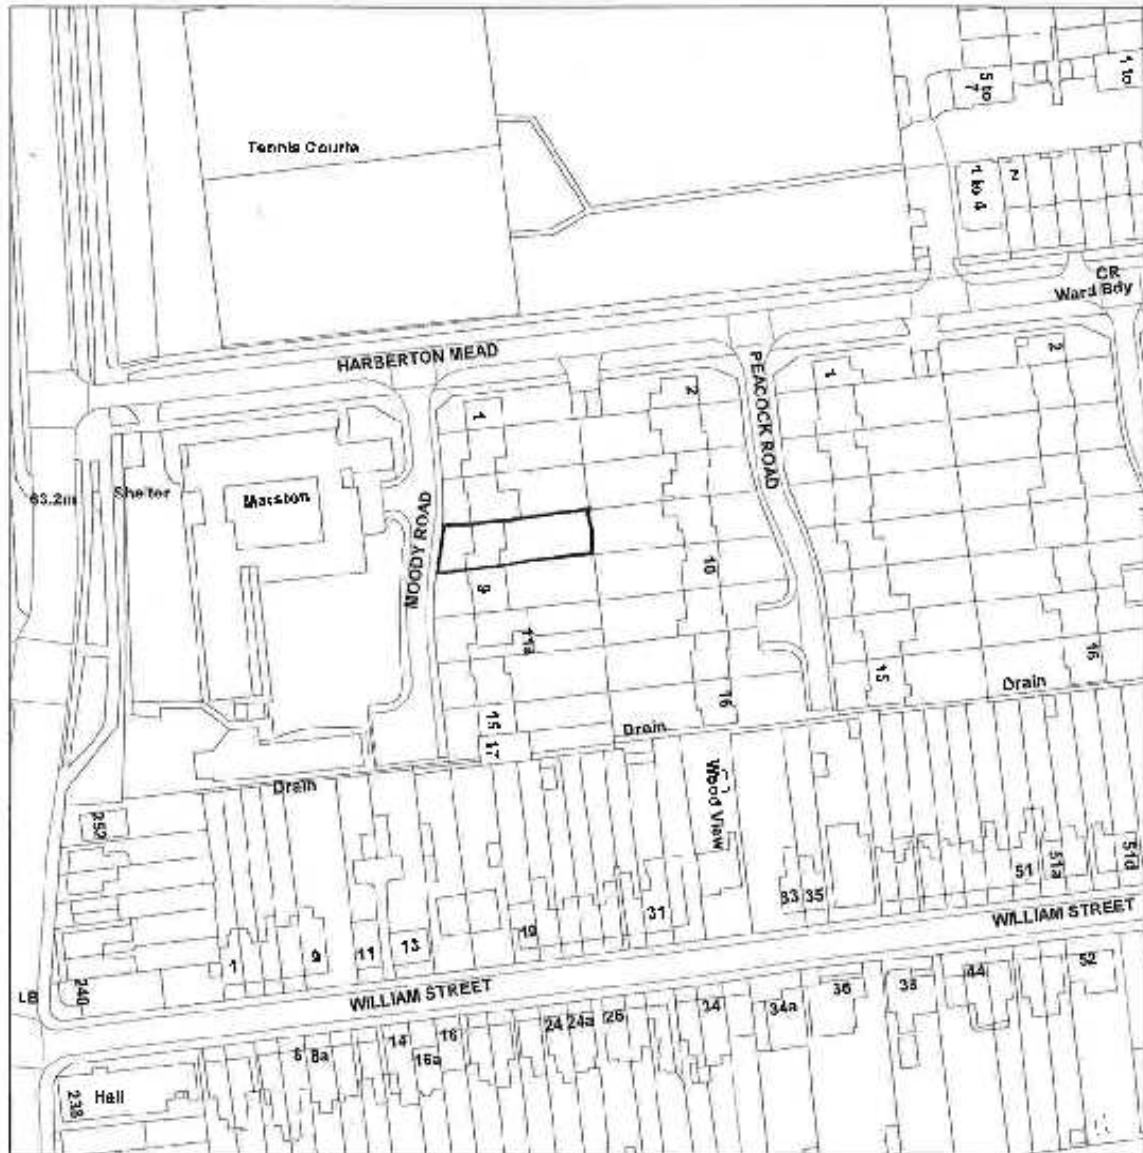 5 to
7
1 to
Tennis Courts
1 to 4
2
CR
Ward Bdy
HARBERTON MEAD
1
2
PEACOCK ROAD
1
2
63.2m
Shelter
Marston
MOODY ROAD
9
10
11a
15
16
16
15
17
Drain
Drain
Drain
Wood View
252
51
51a
51d
33
35
31
WILLIAM STREET
19
13
11
9
1
LB
240
WILLIAM STREET
52
44
38
36
34a
34
26
24a
24
16
14
16a
8a
6
Hall
238